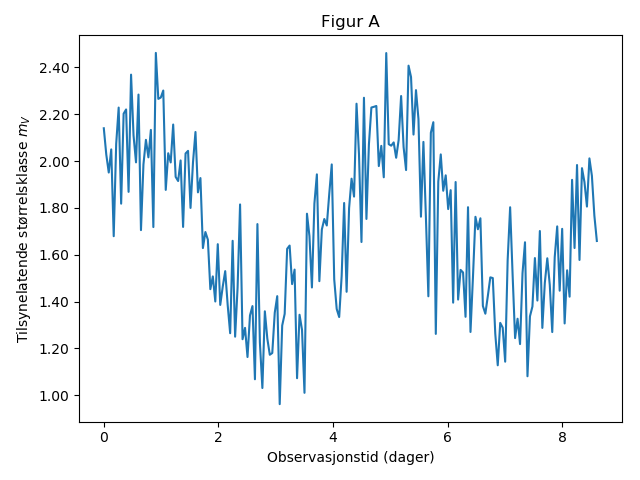 Figur A
Tilsynelatende størrelsklasse m_V
2.40
2.20
2.00
1.80
1.60
1.40
1.20
1.00
0 2 4 6 8
Observasjonstid (dager)